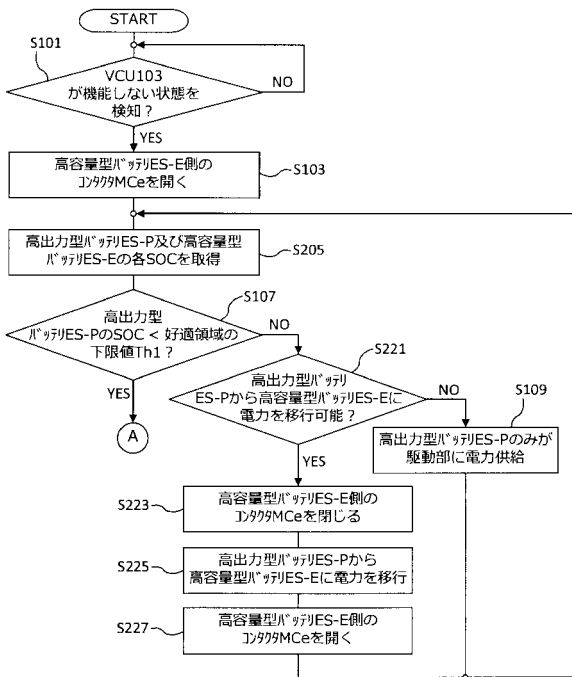 START
S101
VCU103
が機能しない状態を
検知？
NO
YES
高容量型ﾊﾞｯﾃﾘES-E側の
ｺﾝﾀｸﾀMCeを開く
S103
高出力型ﾊﾞｯﾃﾘES-P及び高容量型
ﾊﾞｯﾃﾘES-Eの各SOCを取得
S205
S107
高出力型
ﾊﾞｯﾃﾘES-PのSOC < 好適領域の
下限値Th1？
NO
YES
A
S221
高出力型ﾊﾞｯﾃﾘ
ES-Pから高容量型ﾊﾞｯﾃﾘES-Eに
電力を移行可能？
NO
YES
S109
高出力型ﾊﾞｯﾃﾘES-Pのみが
駆動部に電力供給
S223
高容量型ﾊﾞｯﾃﾘES-E側の
ｺﾝﾀｸﾀMCeを閉じる
S225
高出力型ﾊﾞｯﾃﾘES-Pから
高容量型ﾊﾞｯﾃﾘES-Eに電力を移行
S227
高容量型ﾊﾞｯﾃﾘES-E側の
ｺﾝﾀｸﾀMCeを開く